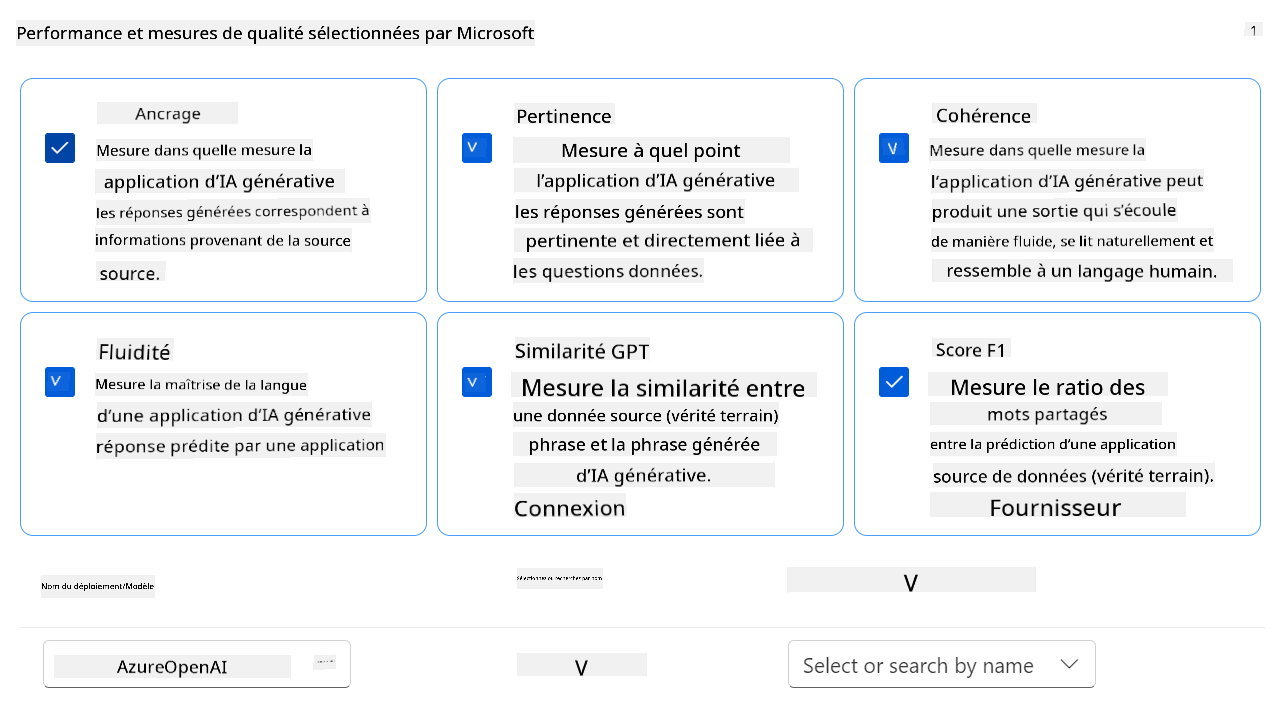 Performance et mesures de qualité sélectionnées par Microsoft
1
Ancrage
Mesure dans quelle mesure la
application d'IA générative
les réponses générées correspondent à
informations provenant de la source
source.
Pertinence
Mesure à quel point
l'application d'IA générative
les réponses générées sont
pertinente et directement liée à
les questions données.
Cohérence
Mesure dans quelle mesure la
l'application d'IA générative peut
produit une sortie qui s'écoule
de manière fluide, se lit naturellement et
ressemble à un langage humain.
Fluidité
Mesure la maîtrise de la langue
d'une application d'IA générative
réponse prédite par une application
Similarité GPT
Mesure la similarité entre
une donnée source (vérité terrain)
phrase et la phrase générée
d'IA générative.
Connexion
Score F1
Mesure le ratio des
mots partagés
entre la prédiction d'une application
source de données (vérité terrain).
Fournisseur
Nom du déploiement/Modèle
Sélectionnez ou recherchez par nom
V
AzureOpenAI
V
Select or search by name